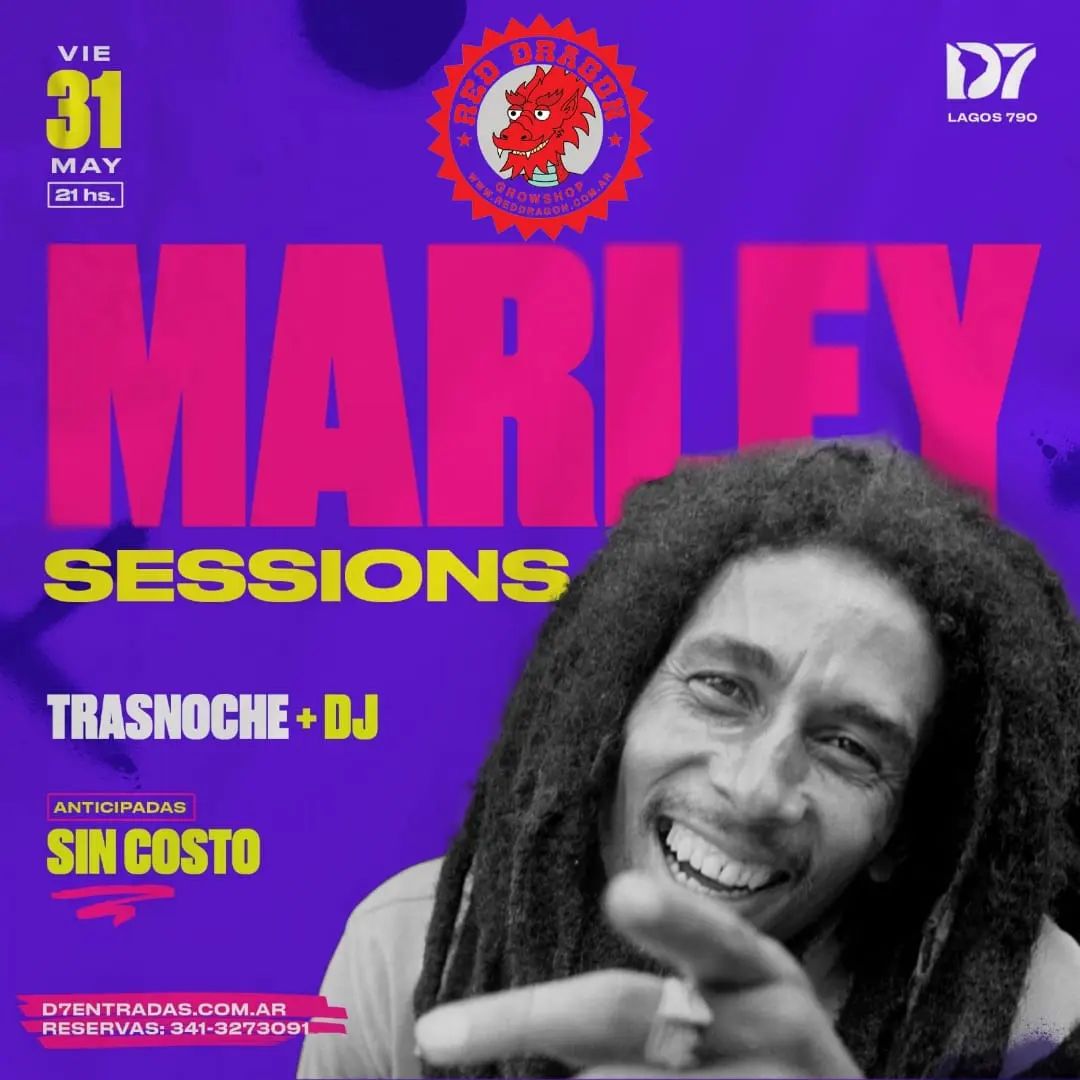 VIE
31
MAY
21 hs.
RED DRAGON
GROWSHOP
WWW.REDDRAGON.COM.AR
D7
LAGOS 790
MARLEY
SESSIONS
TRASNOCHE + DJ
ANTICIPADAS
SIN COSTO
D7ENTRADAS.COM.AR
RESERVAS: 341-3273091